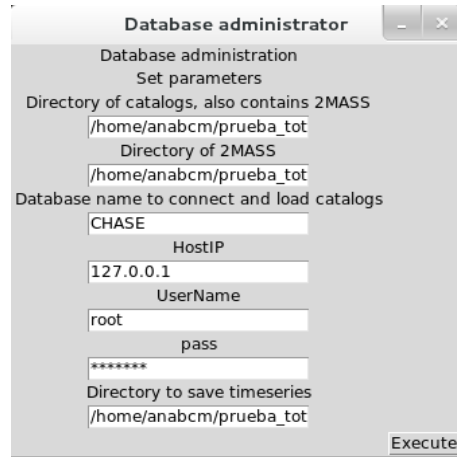 Database administrator
Database administration
Set parameters
Directory of catalogs, also contains 2MASS
/home/anabcm/prueba_tot
Directory of 2MASS
/home/anabcm/prueba_tot
Database name to connect and load catalogs
CHASE
HostIP
127.0.0.1
UserName
root
pass
*******
Directory to save timeseries
/home/anabcm/prueba_tot
Execute